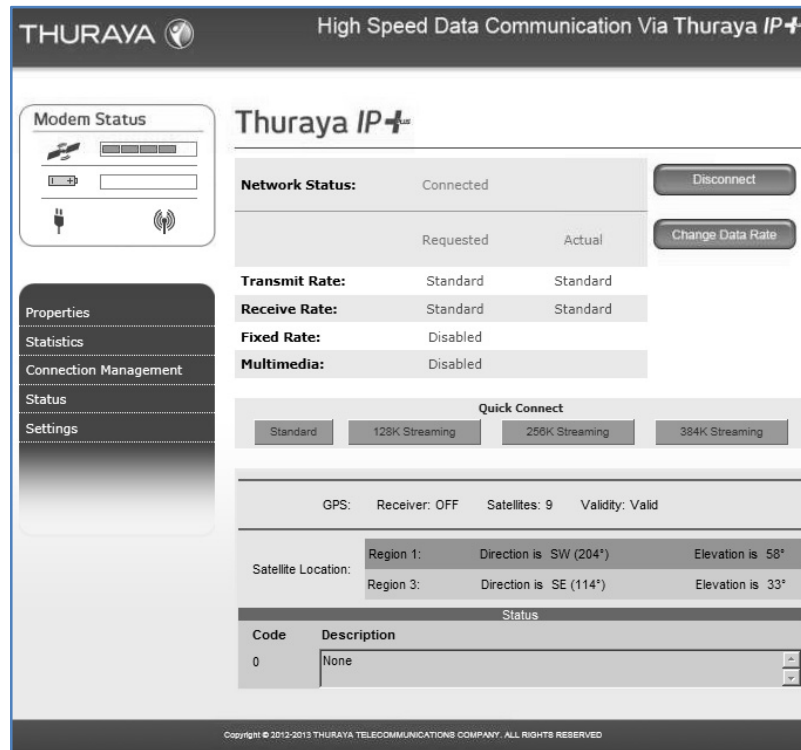 THURAYA
High Speed Data Communication Via Thuraya IP+
Modem Status
Thuraya IP+
Network Status: Connected
Disconnect
Requested Actual
Change Data Rate
Transmit Rate: Standard Standard
Receive Rate: Standard Standard
Fixed Rate: Disabled
Multimedia: Disabled
Properties
Statistics
Connection Management
Status
Settings
Quick Connect
Standard 128K Streaming 256K Streaming 384K Streaming
GPS: Receiver: OFF Satellites: 9 Validity: Valid
Satellite Location:
Region 1: Direction is SW (204°) Elevation is 58°
Region 3: Direction is SE (114°) Elevation is 33°
Status
Code Description
0 None
Copyright © 2012-2013 THURAYA TELECOMMUNICATIONS COMPANY. ALL RIGHTS RESERVED